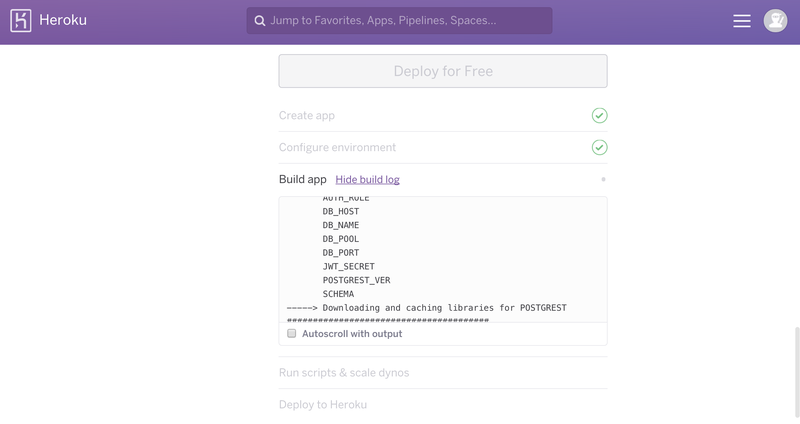 Heroku
Jump to Favorites, Apps, Pipelines, Spaces...
Deploy for Free
Create app
Configure environment
Build app Hide build log
AUTH_ROLE
DB_HOST
DB_NAME
DB_POOL
DB_PORT
JWT_SECRET
POSTGREST_VER
SCHEMA
-----> Downloading and caching libraries for POSTGREST
#######################################
Autoscroll with output
Run scripts & scale dynos
Deploy to Heroku